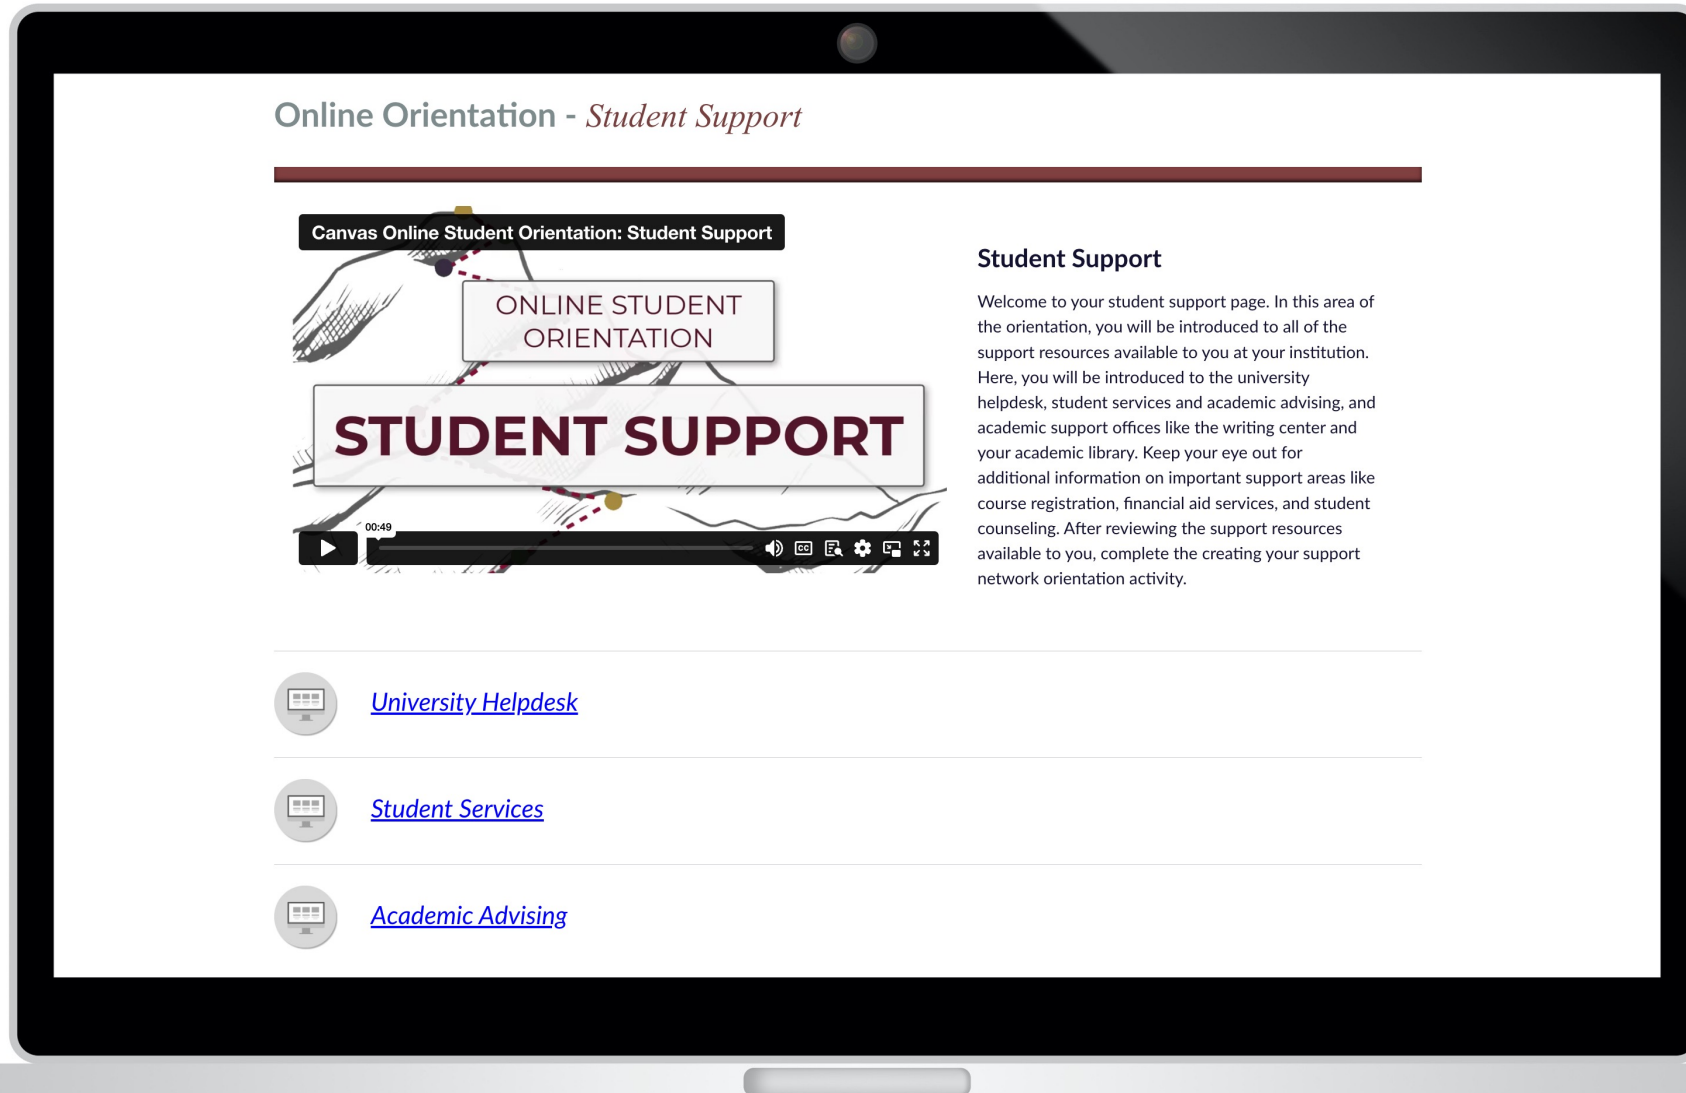 Online Orientation - Student Support
Canvas Online Student Orientation: Student Support
ONLINE STUDENT
ORIENTATION
STUDENT SUPPORT
00:49
CC
Student Support
Welcome to your student support page. In this area of
the orientation, you will be introduced to all of the
support resources available to you at your institution.
Here, you will be introduced to the university
helpdesk, student services and academic advising, and
academic support offices like the writing center and
your academic library. Keep your eye out for
additional information on important support areas like
course registration, financial aid services, and student
counseling. After reviewing the support resources
available to you, complete the creating your support
network orientation activity.
University Helpdesk
Student Services
Academic Advising